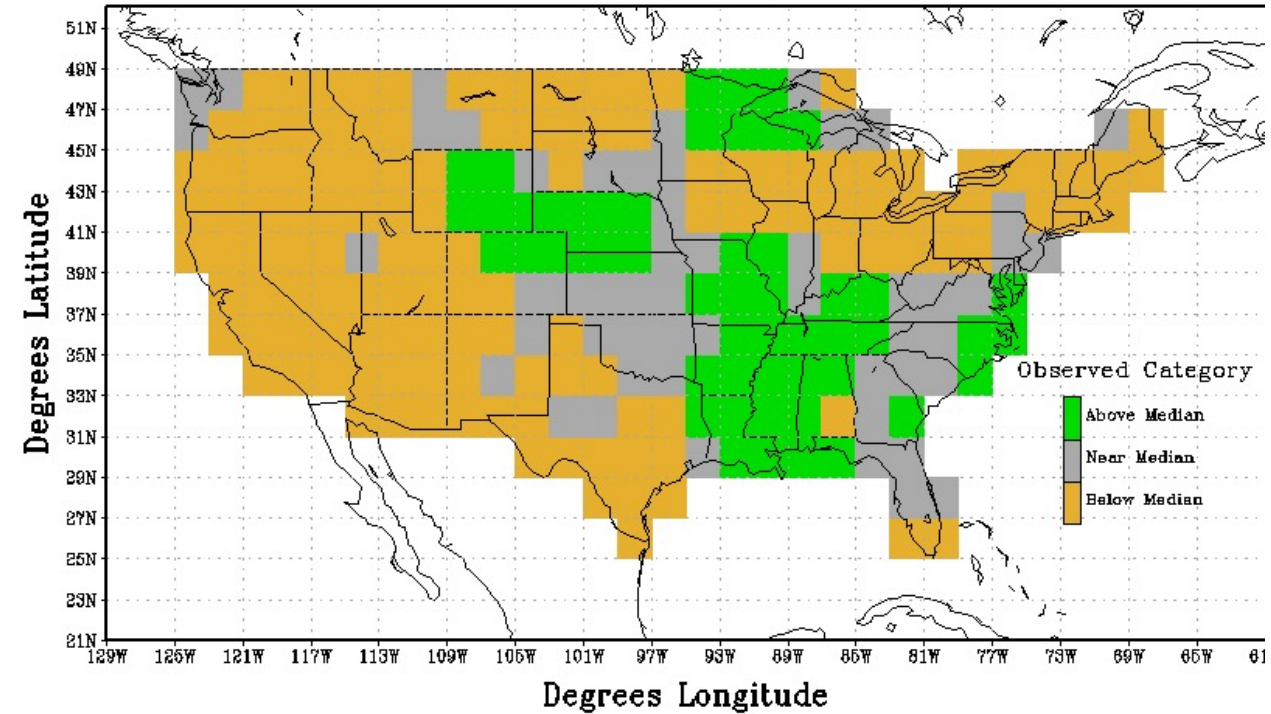 51N
49N
47N
45N
43N
41N
39N
37N
35N
33N
31N
29N
27N
25N
23N
21N
Degrees Latitude
Observed Category
Above Median
Near Median
Below Median
129W 125W 121W 117W 113W 109W 105W 101W 97W 93W 89W 85W 81W 77W 73W 69W 65W 61
Degrees Longitude